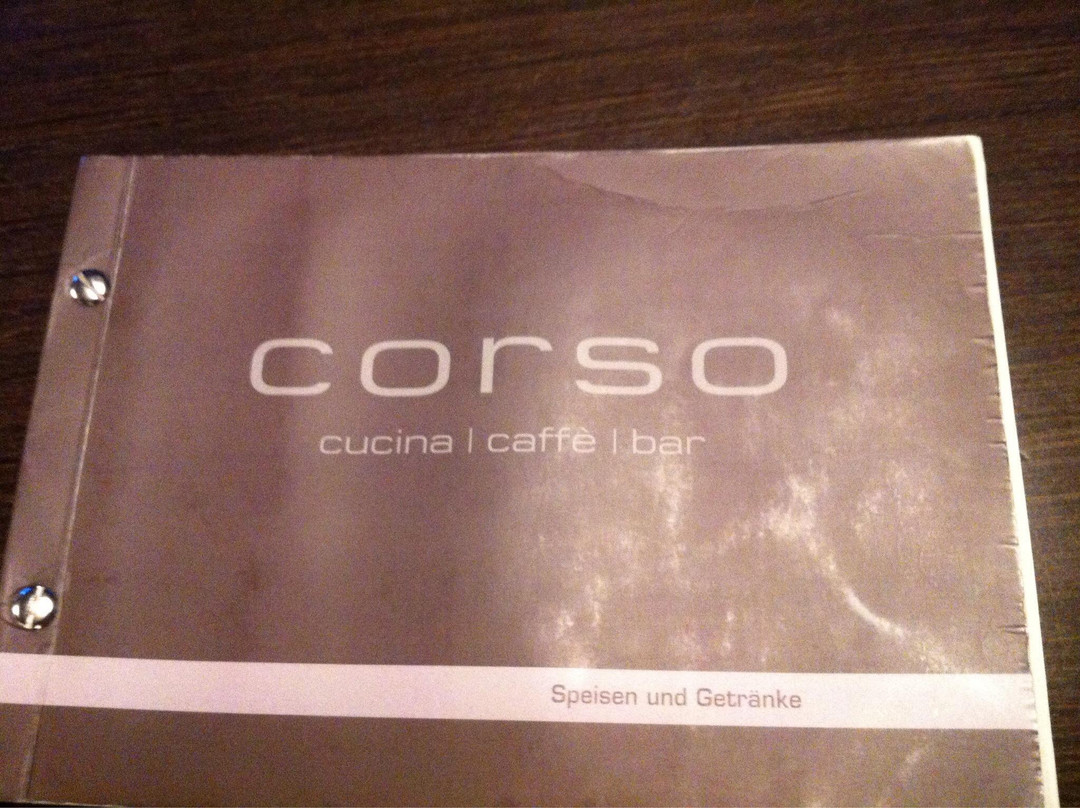 corso
cucina | caffè | bar
Speisen und Getränke